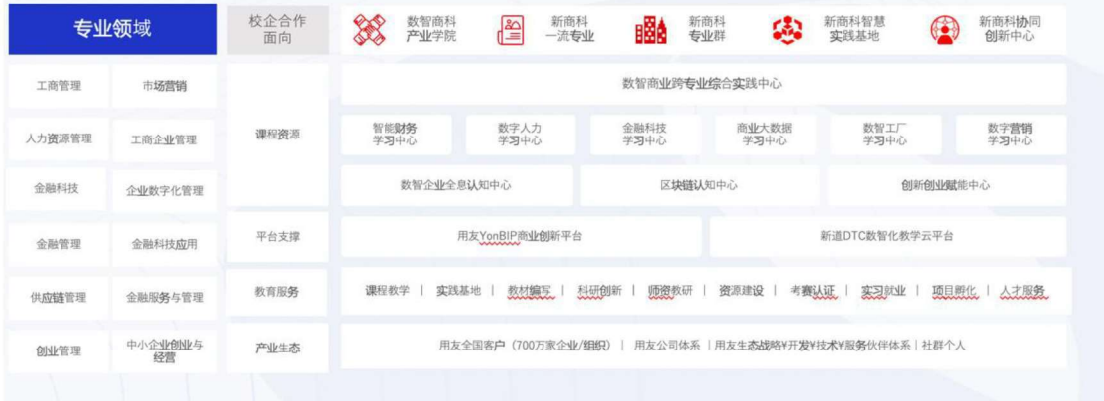 专业领域
校企合作
面向
数智商科
产业学院
新商科
一流专业
新商科
专业群
新商科智慧
实践基地
新商科协同
创新中心
工商管理
市场营销
人力资源管理
工商企业管理
金融科技
企业数字化管理
金融管理
金融科技应用
供应链管理
金融服务与管理
创业管理
中小企业创业与
经营
课程资源
数智商业跨专业综合实践中心
智能财务
学习中心
数字人力
学习中心
金融科技
学习中心
商业大数据
学习中心
数智工厂
学习中心
数字营销
学习中心
数智企业全息认知中心
区块链认知中心
创新创业赋能中心
平台支撑
用友YonBIP商业创新平台
新道DTC数智化教学云平台
教育服务
课程教学 | 实践基地 | 教材编写 | 科研创新 | 师资教研 | 资源建设 | 考赛认证 | 实习就业 | 项目孵化 | 人才服务
产业生态
用友全国客户（700万家企业/组织） | 用友公司体系 | 用友生态战略¥开发¥技术¥服务伙伴体系 | 社群个人